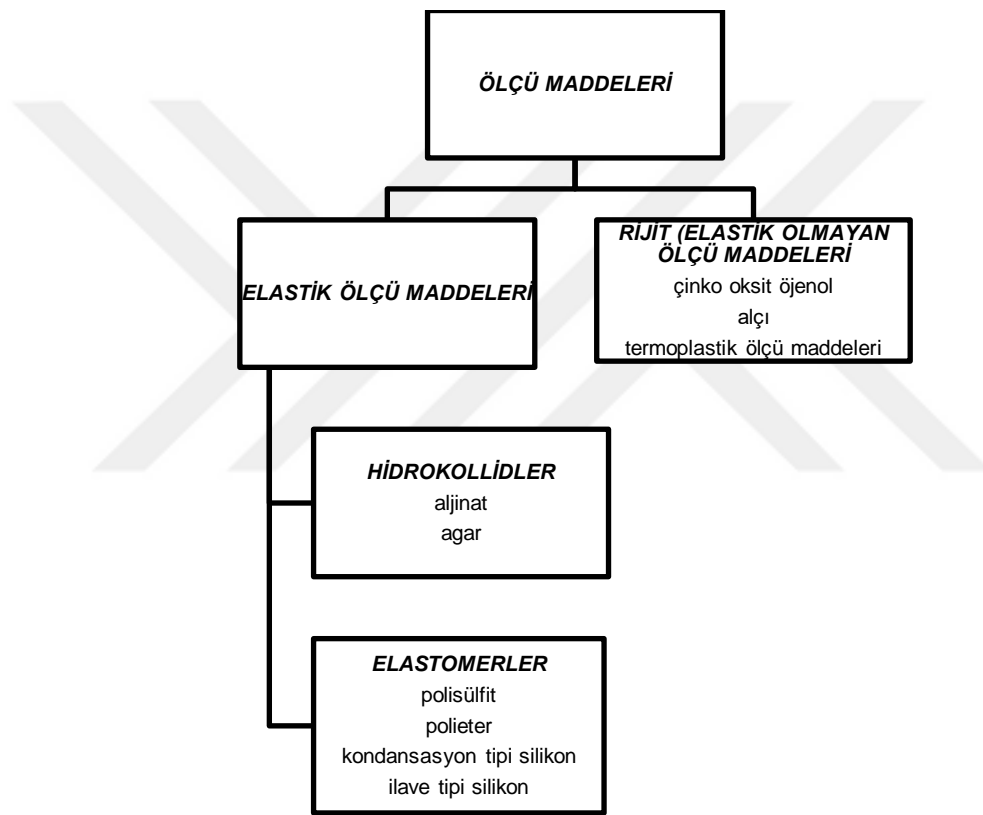 ÖLÇÜ MADDELERİ
ELASTİK ÖLÇÜ MADDELERİ
RİJİT (ELASTİK OLMAYAN
ÖLÇÜ MADDELERİ
çinko oksit öjenol
alçı
termoplastik ölçü maddeleri
HİDROKOLLİDLER
aljinat
agar
ELASTOMERLER
polisülfit
polieter
kondansasyon tipi silikon
ilave tipi silikon